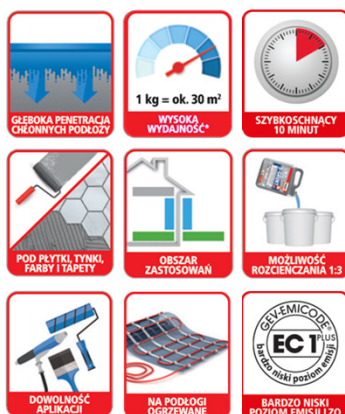 GŁĘBOKA PENETRACJA
CHŁONNYCH PODŁOŻY
1 kg = ok. 30 m²
WYSOKA
WYDAJNOŚĆ*
SZYBKOSCHNĄCY
10 MINUT
POD PŁYTKI, TYNKI,
FARBY I TAPETY
OBSZAR
ZASTOSOWAŃ
MOŻLIWOŚĆ
ROZCIEŃCZANIA 1:3
DOWOLNOŚĆ
APLIKACJI
NA PODŁOGI
OGRZEWANE
GEV-EMICODE®
EC 1 PLUS
bardzo niski poziom emisji
BARDZO NISKI
POZIOM EMISJI LZO